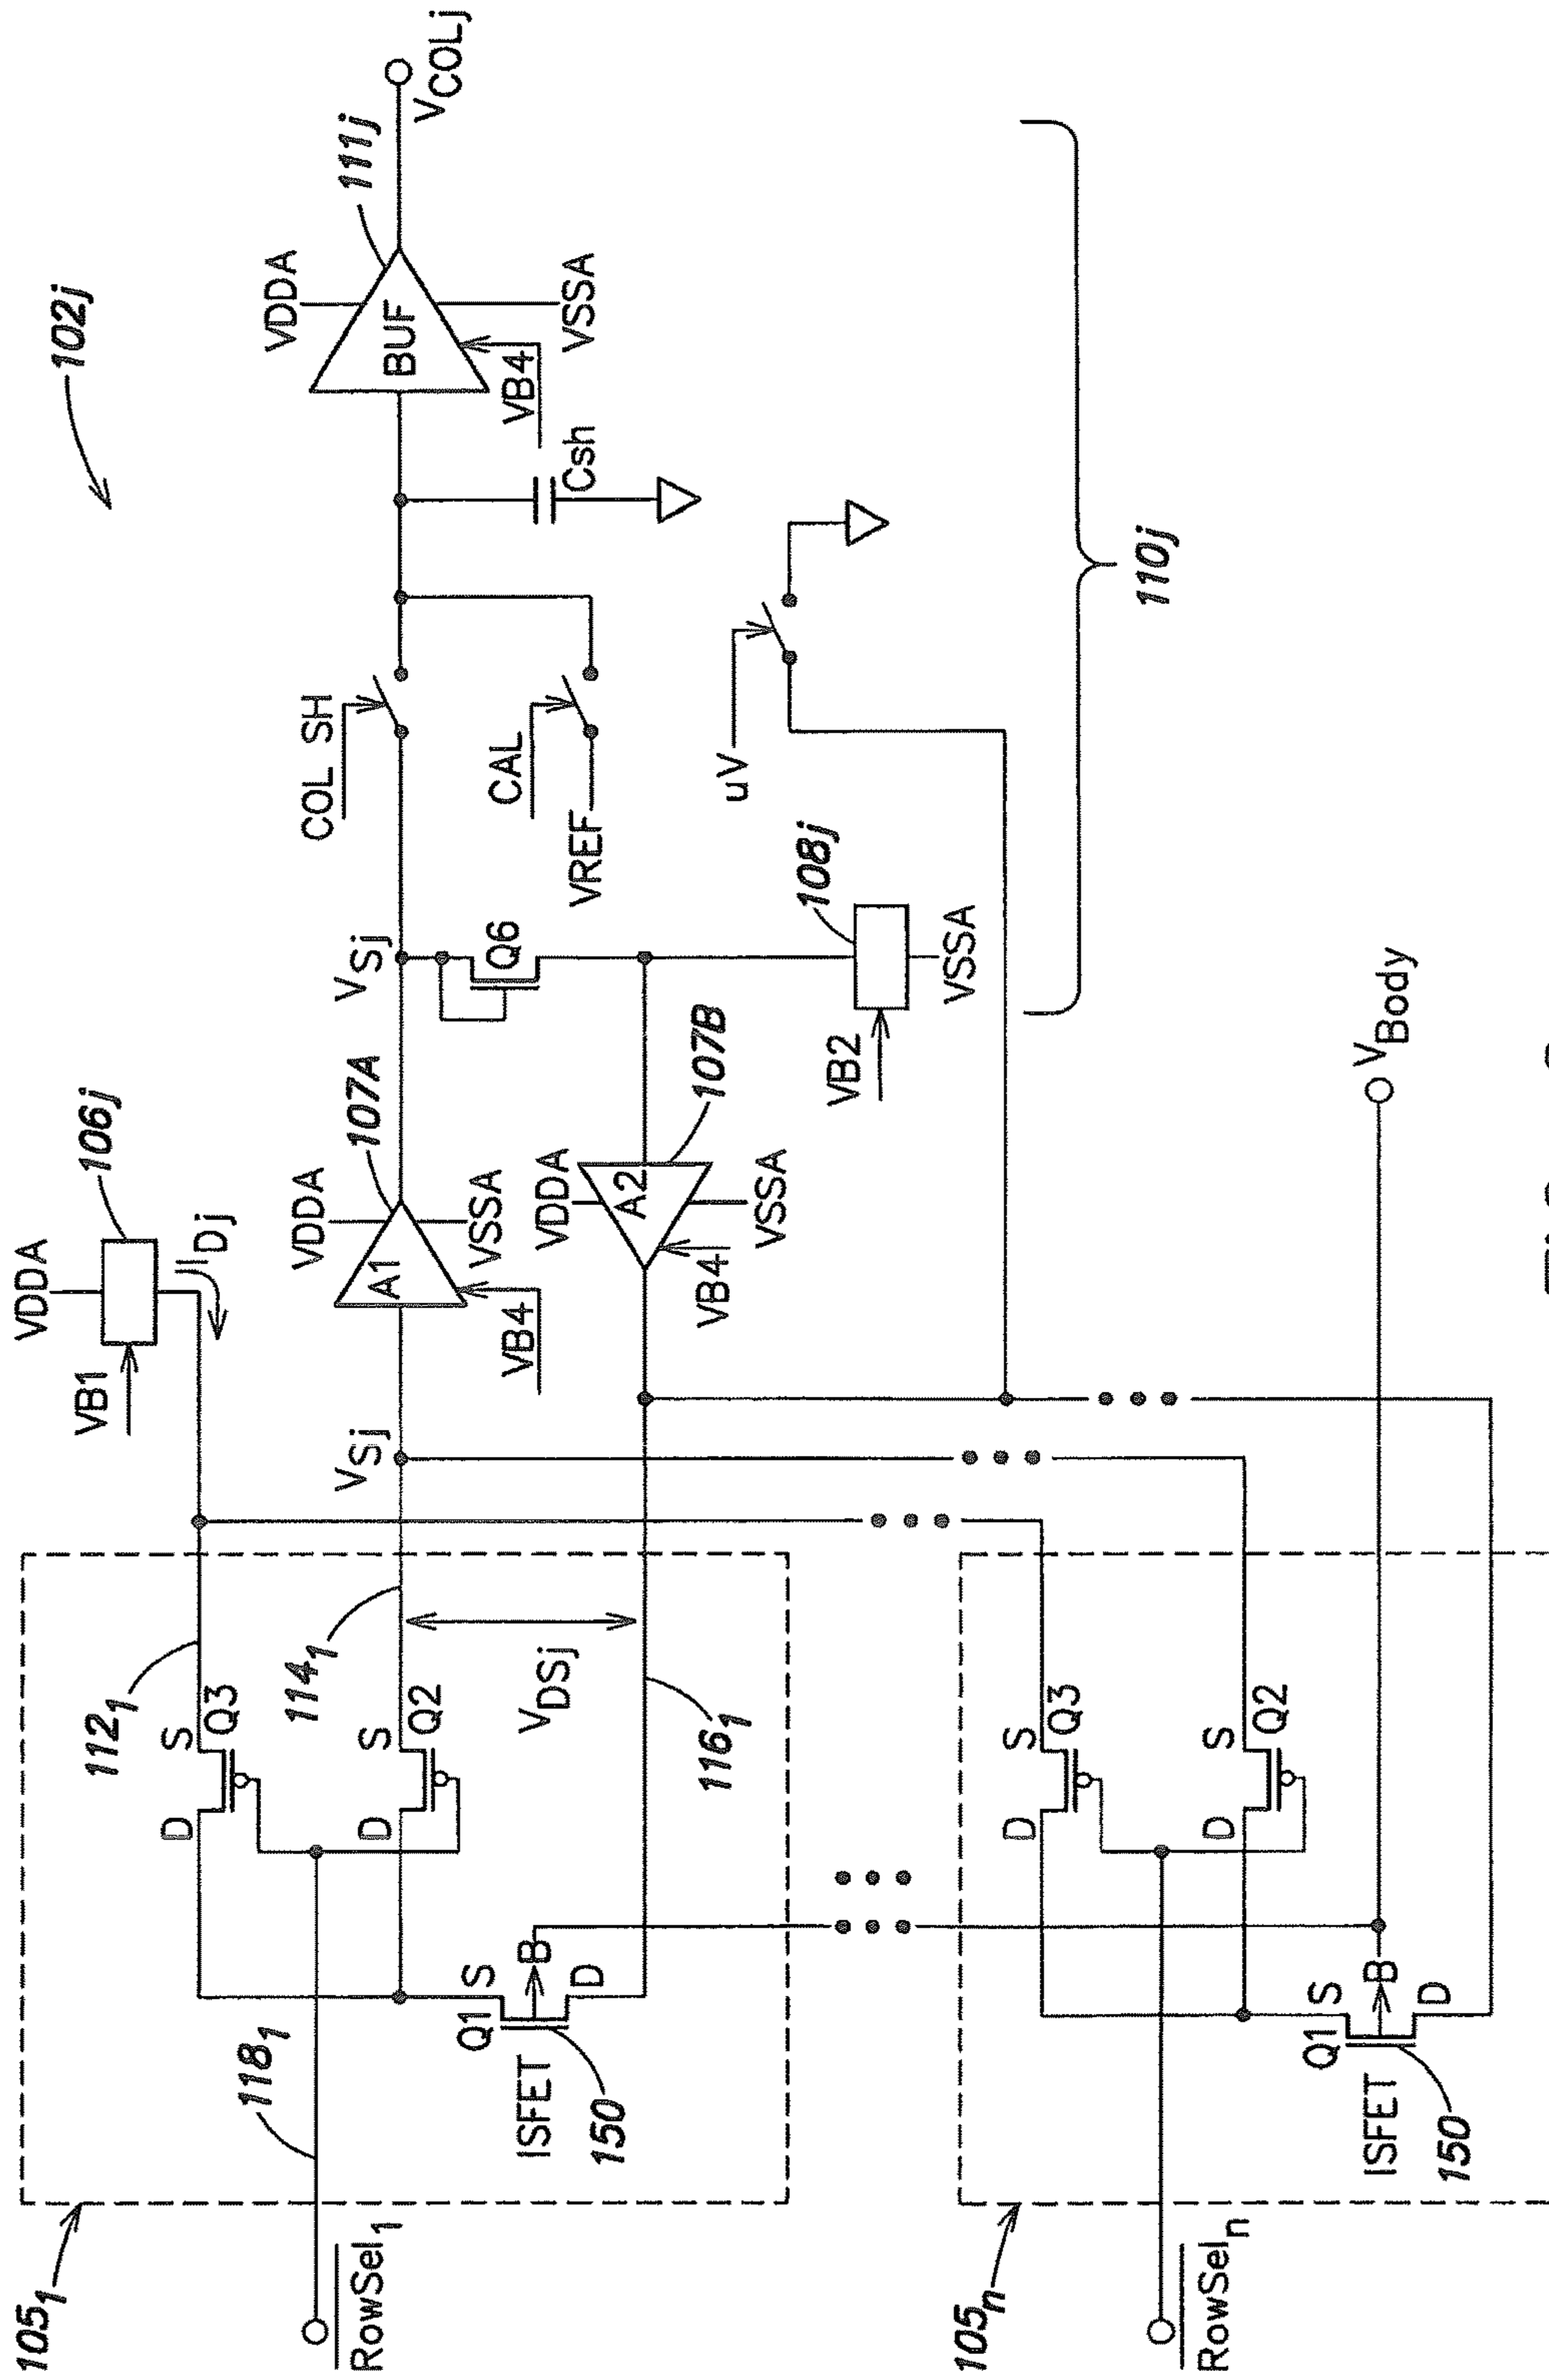 102j
VDDA
106j
VB1
IDj
VDDA
107A
A1
VSSA
VB4
VSj
VSj
Q6
COL SH
CAL
VREF
VDDA
111j
BUF
VB4
VSSA
VCOLj
Csh
uV
110j
108j
VB2
VSSA
107B
VDDA
A2
VB4
VSSA
VBody
105₁
RowSel₁
118₁
112₁
D
S
Q3
114₁
D
S
Q2
VDSj
116₁
Q1
S
B
D
ISFET
150
105n
RowSeln
D
S
Q3
D
S
Q2
Q1
S
B
D
ISFET
150